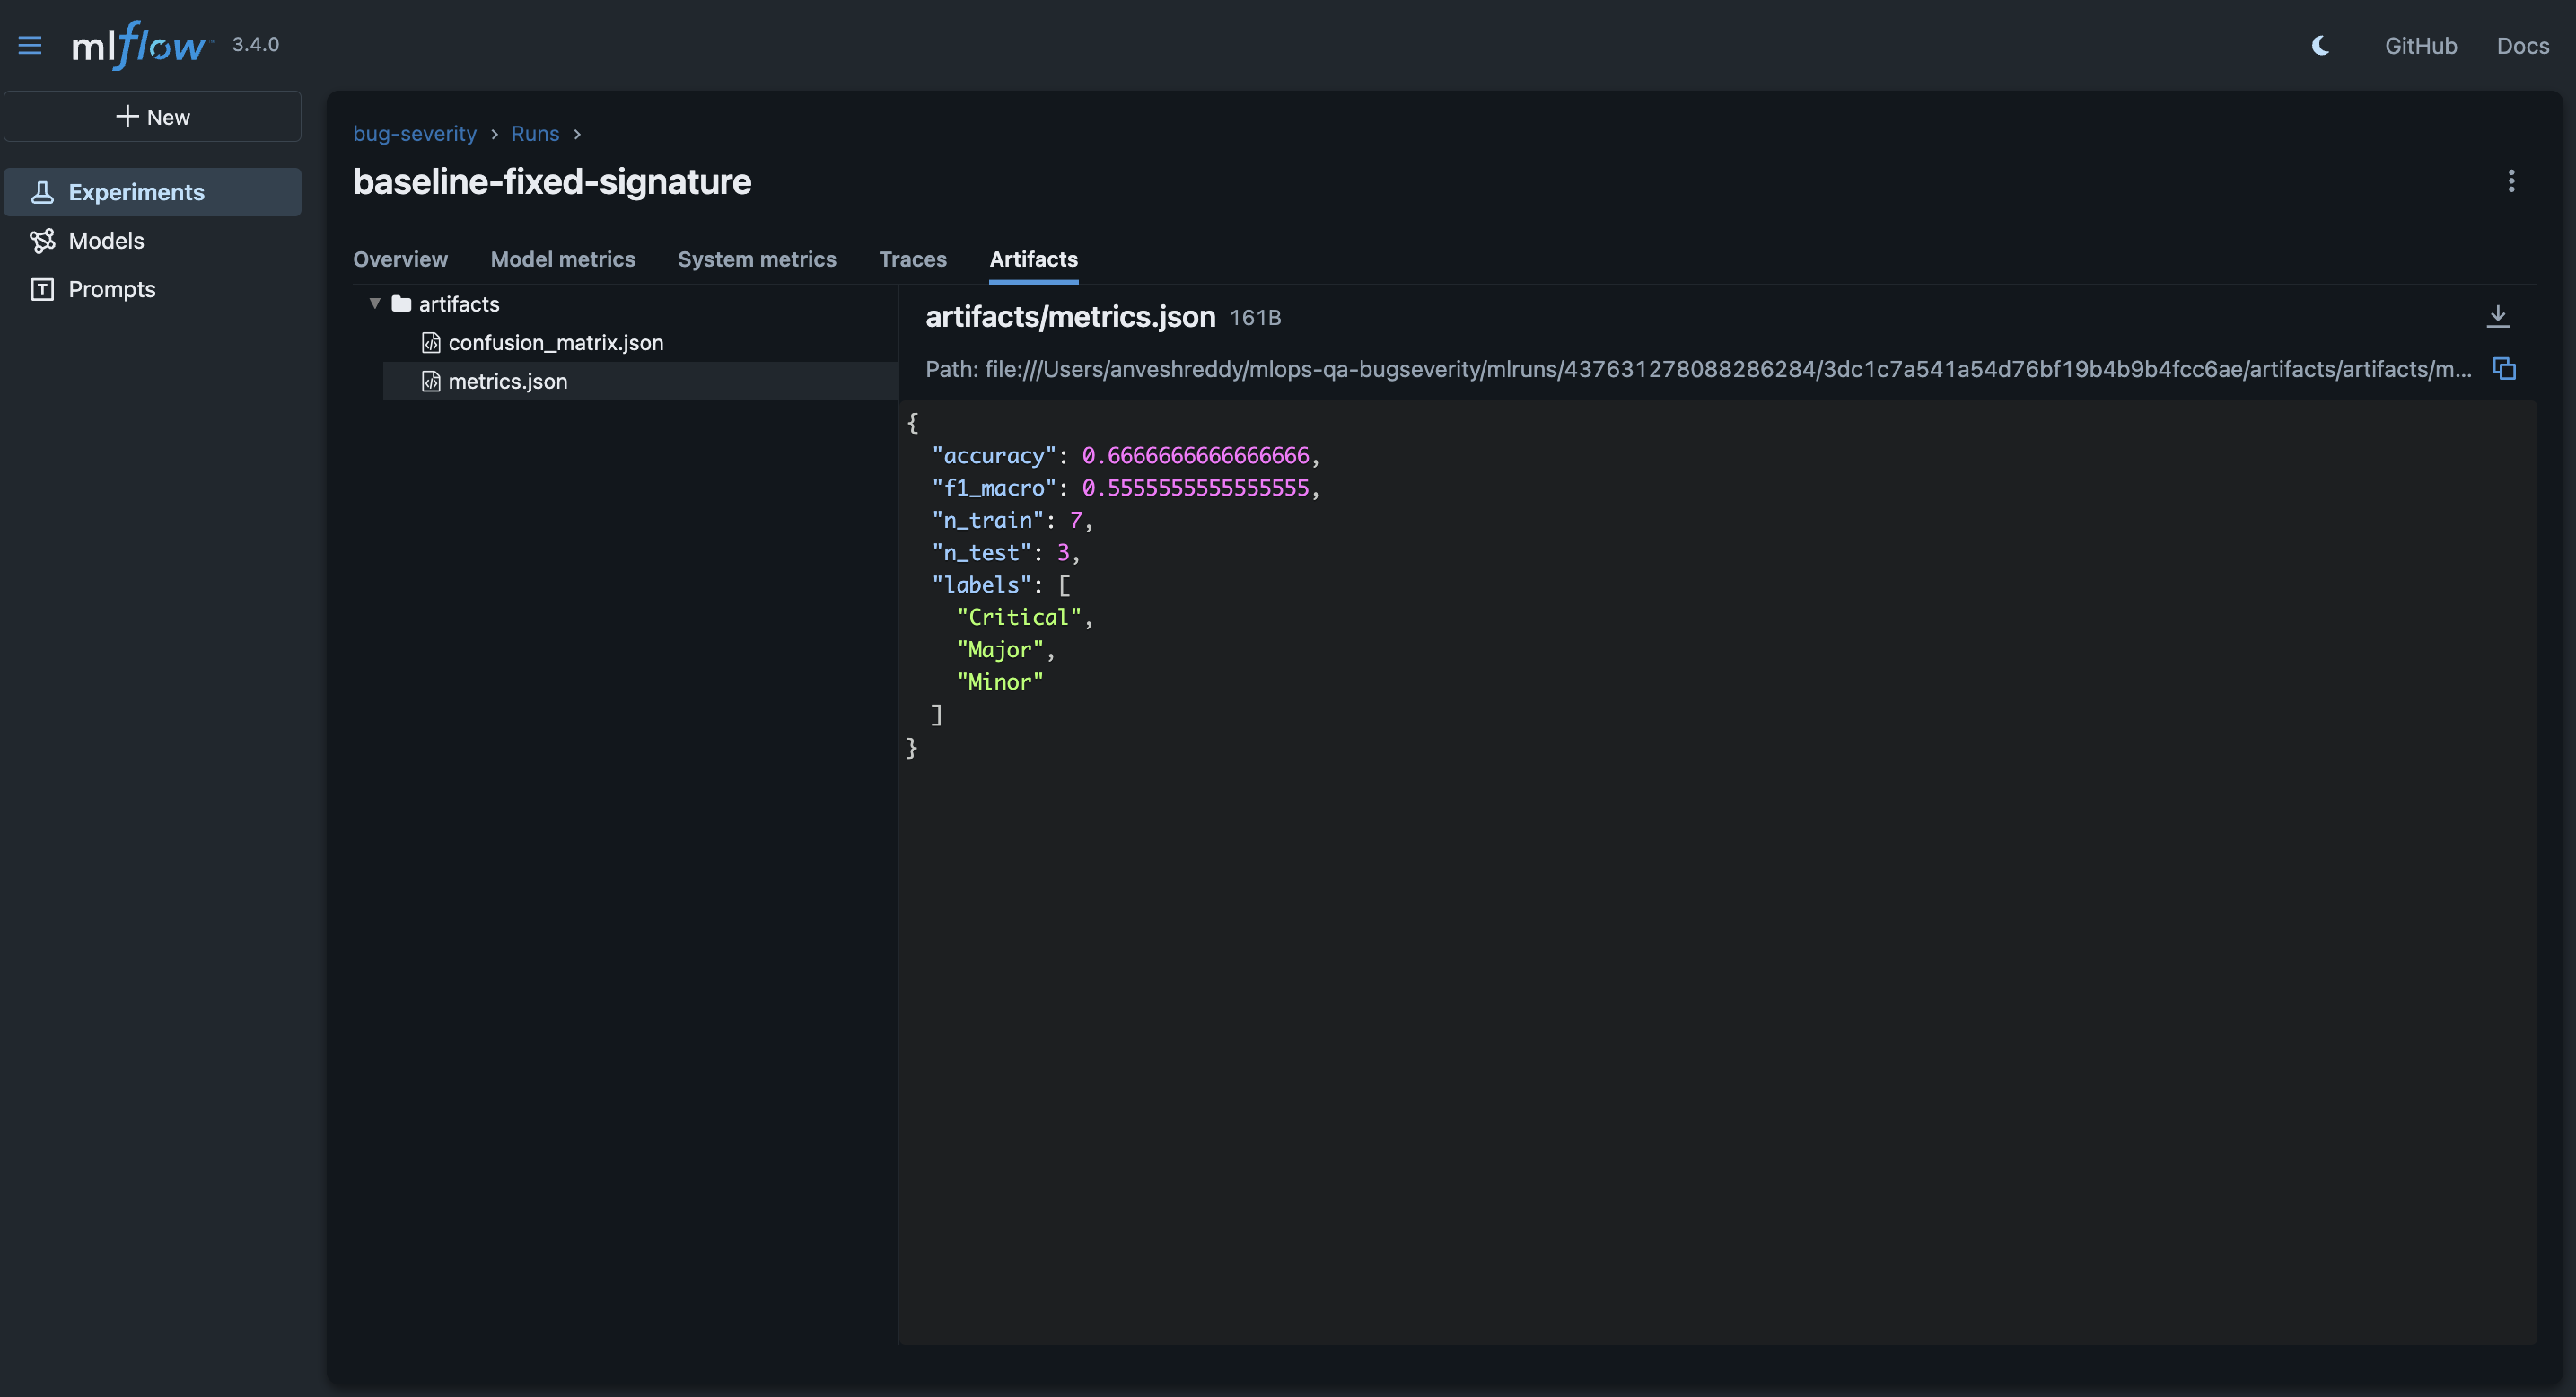 mlflow™ 3.4.0
GitHub
Docs
New
Experiments
Models
Prompts
bug-severity > Runs >
baseline-fixed-signature
Overview
Model metrics
System metrics
Traces
Artifacts
artifacts
confusion_matrix.json
metrics.json
artifacts/metrics.json 161B
Path: file:///Users/anveshreddy/mlops-qa-bugseverity/mlruns/437631278088286284/3dc1c7a541a54d76bf19b4b9b4fcc6ae/artifacts/artifacts/m...
{
  "accuracy": 0.6666666666666666,
  "f1_macro": 0.5555555555555555,
  "n_train": 7,
  "n_test": 3,
  "labels": [
    "Critical",
    "Major",
    "Minor"
  ]
}